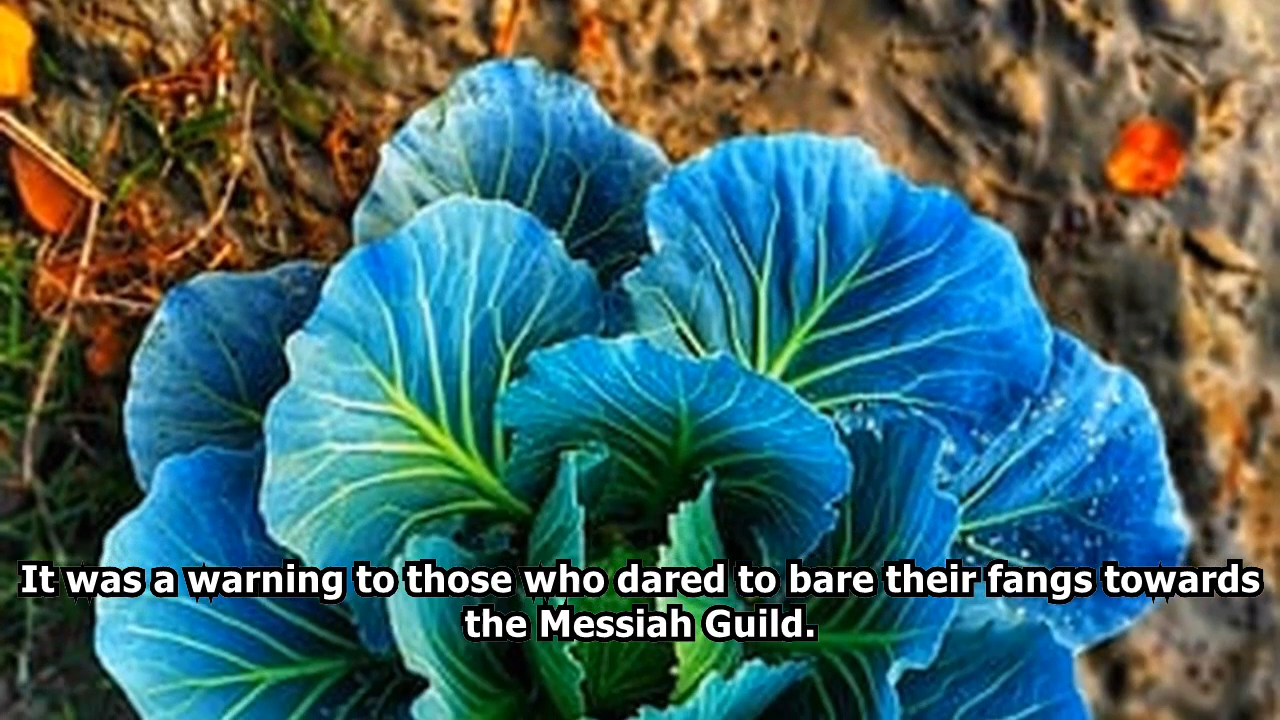 It was a warning to those who dared to bare their fangs towards
the Messiah Guild.